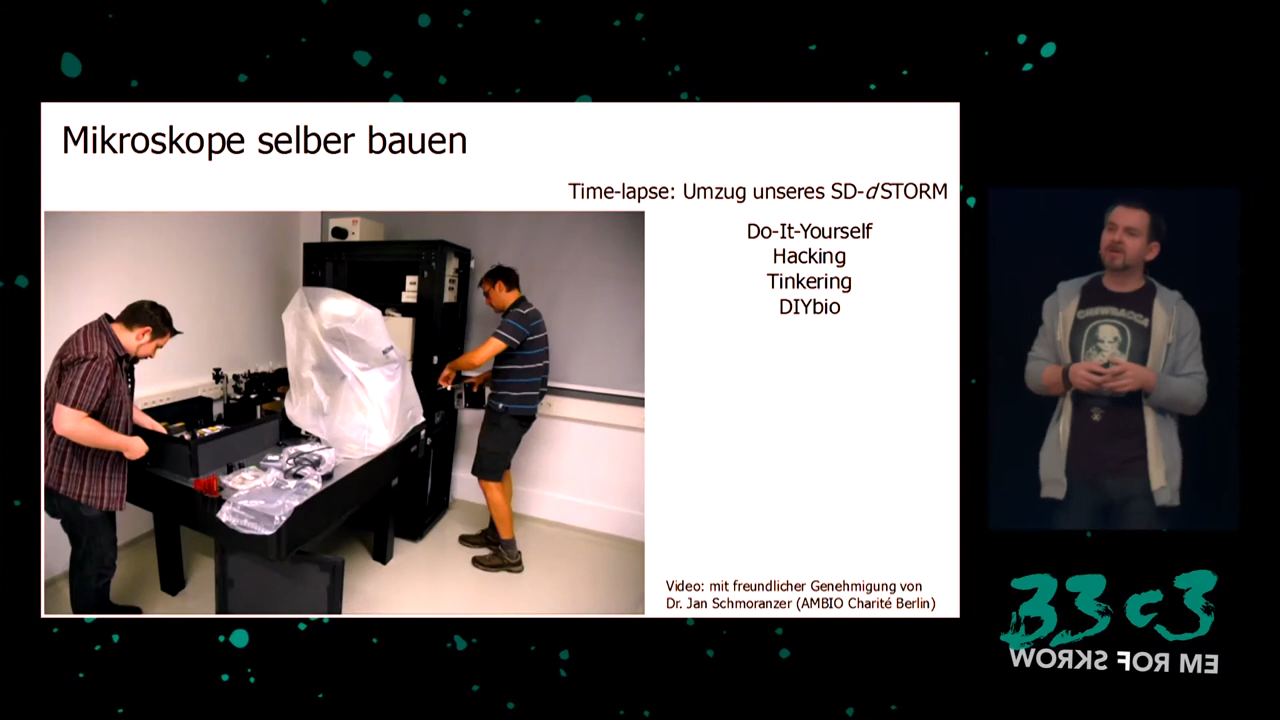 Mikroskope selber bauen
Time-lapse: Umzug unseres SD-dSTORM
Do-It-Yourself
Hacking
Tinkering
DIYbio
Video: mit freundlicher Genehmigung von
Dr. Jan Schmoranzer (AMBIO Charité Berlin)
CHEWBACCA
33c3
WORKS FOR ME